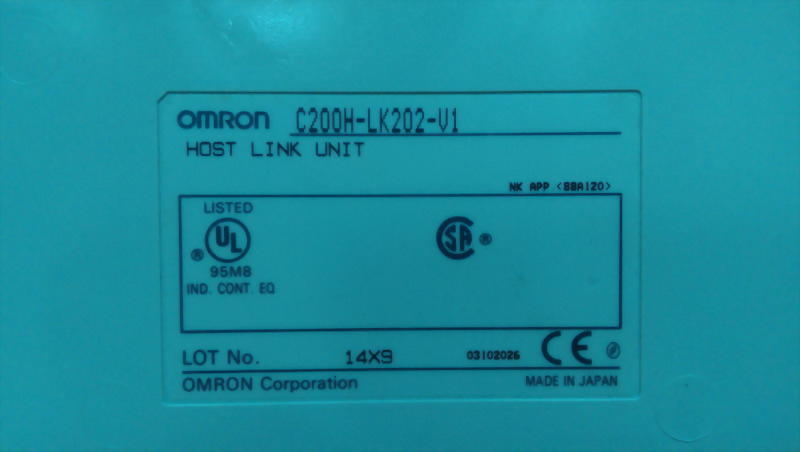 OMRON C200H-LK202-V1
HOST LINK UNIT
NK APP <88A120>
LISTED
UL ®
95M8
IND. CONT. EQ
SA ®
LOT No. 14X9 03102026 CE
OMRON Corporation MADE IN JAPAN